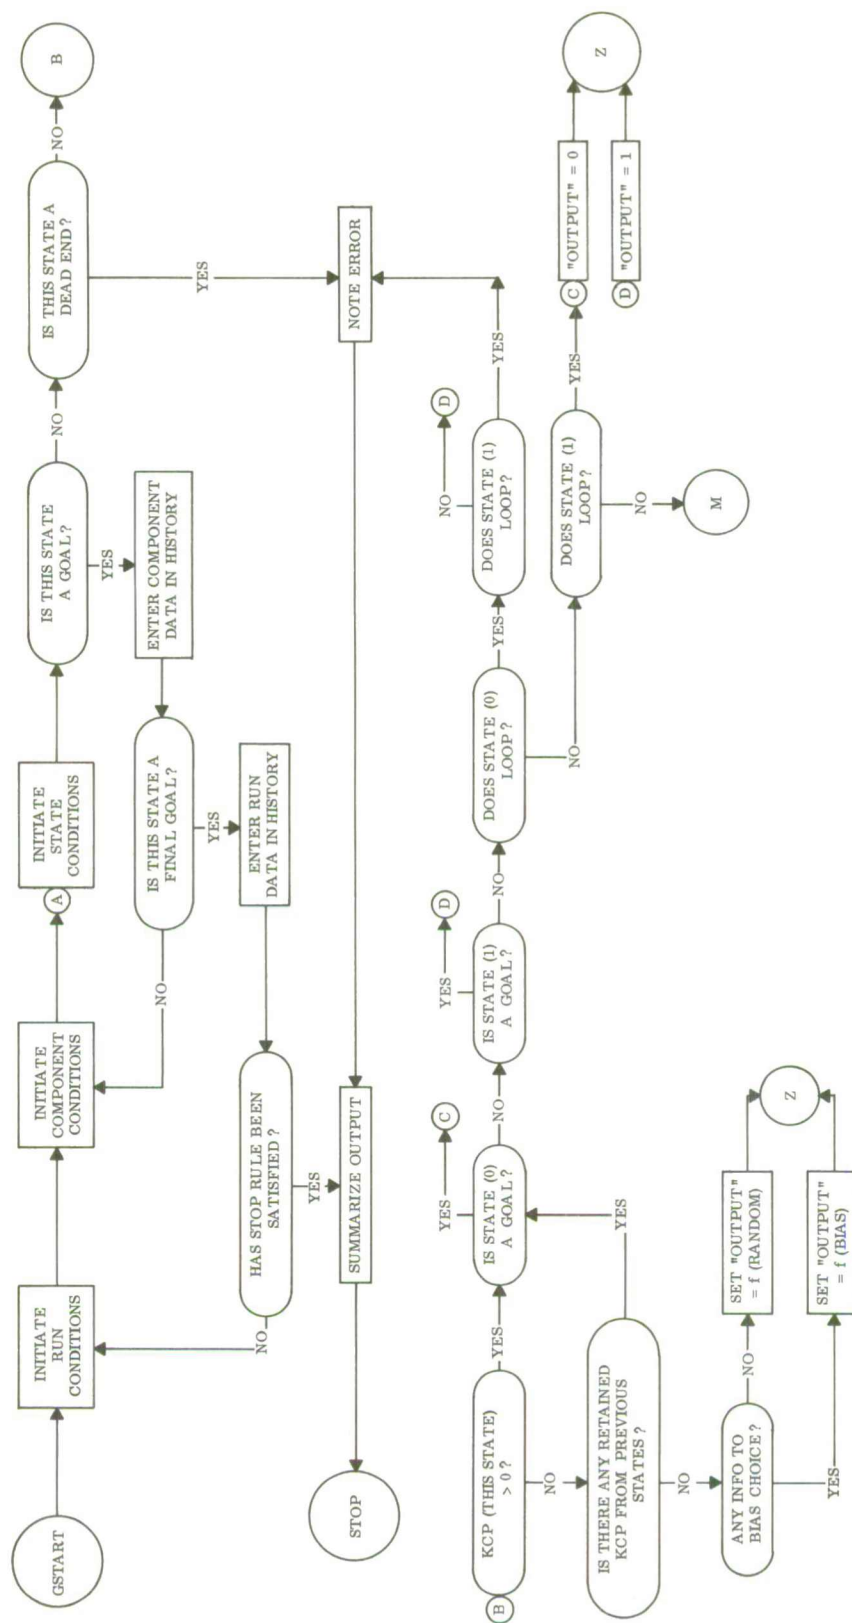 GSTART
INITIATE
RUN
CONDITIONS
INITIATE
COMPONENT
CONDITIONS
A
INITIATE
STATE
CONDITIONS
IS THIS STATE
A GOAL?
NO
IS THIS STATE A
DEAD END?
NO
B
YES
ENTER COMPONENT
DATA IN HISTORY
IS THIS STATE A
FINAL GOAL?
NO
YES
ENTER RUN
DATA IN HISTORY
HAS STOP RULE BEEN
SATISFIED?
NO
YES
YES
STOP
SUMMARIZE OUTPUT
NOTE ERROR
B
KCP (THIS STATE)
> 0?
YES
IS STATE (0)
A GOAL?
YES
C
NO
IS STATE (1)
A GOAL?
YES
D
NO
DOES STATE (0)
LOOP?
YES
DOES STATE (1)
LOOP?
NO
D
YES
NO
IS THERE ANY RETAINED
KCP FROM PREVIOUS
STATES?
YES
NO
DOES STATE (1)
LOOP?
YES
C
"OUTPUT" = 0
D
"OUTPUT" = 1
Z
NO
M
NO
ANY INFO TO
BIAS CHOICE?
NO
SET "OUTPUT"
= f (RANDOM)
YES
SET "OUTPUT"
= f (BIAS)
Z